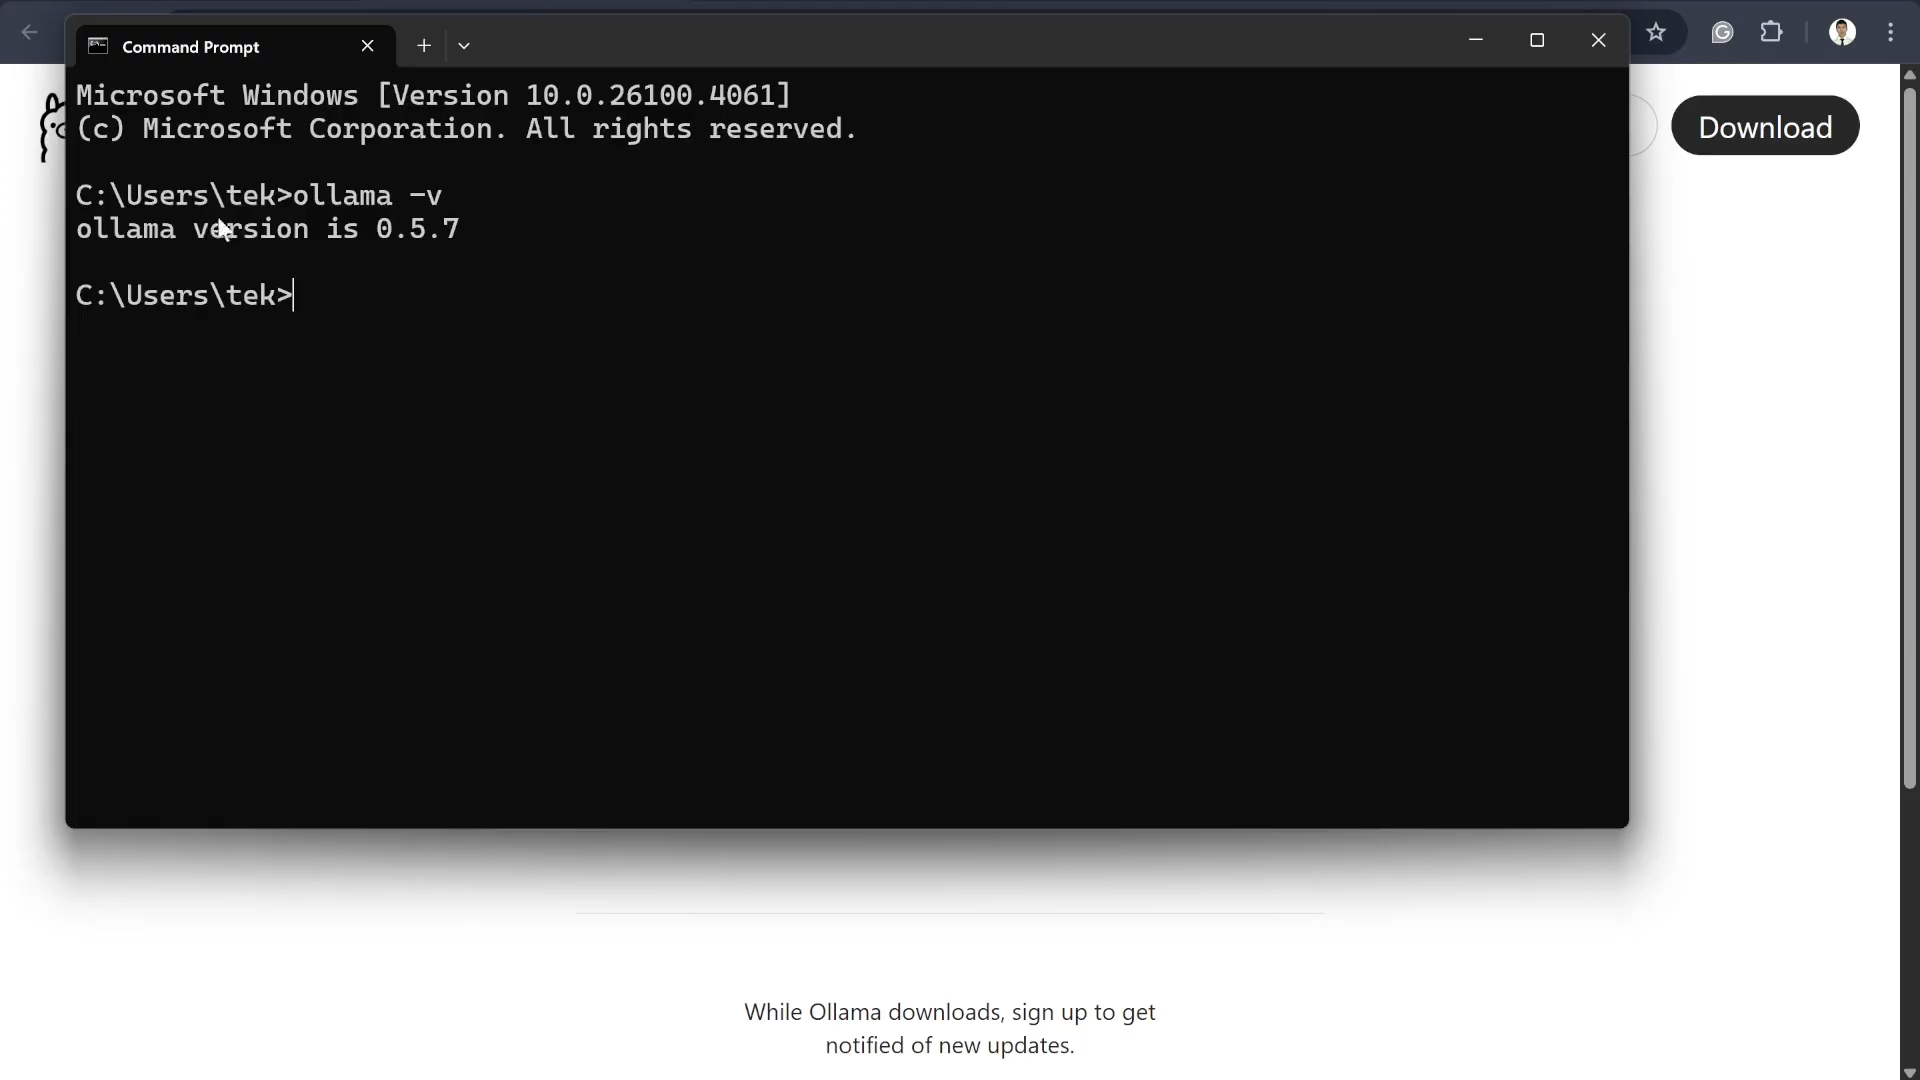 Command Prompt
Microsoft Windows [Version 10.0.26100.4061]
(c) Microsoft Corporation. All rights reserved.
Download
C:\Users\tek>ollama -v
ollama version is 0.5.7
C:\Users\tek>
While Ollama downloads, sign up to get
notified of new updates.